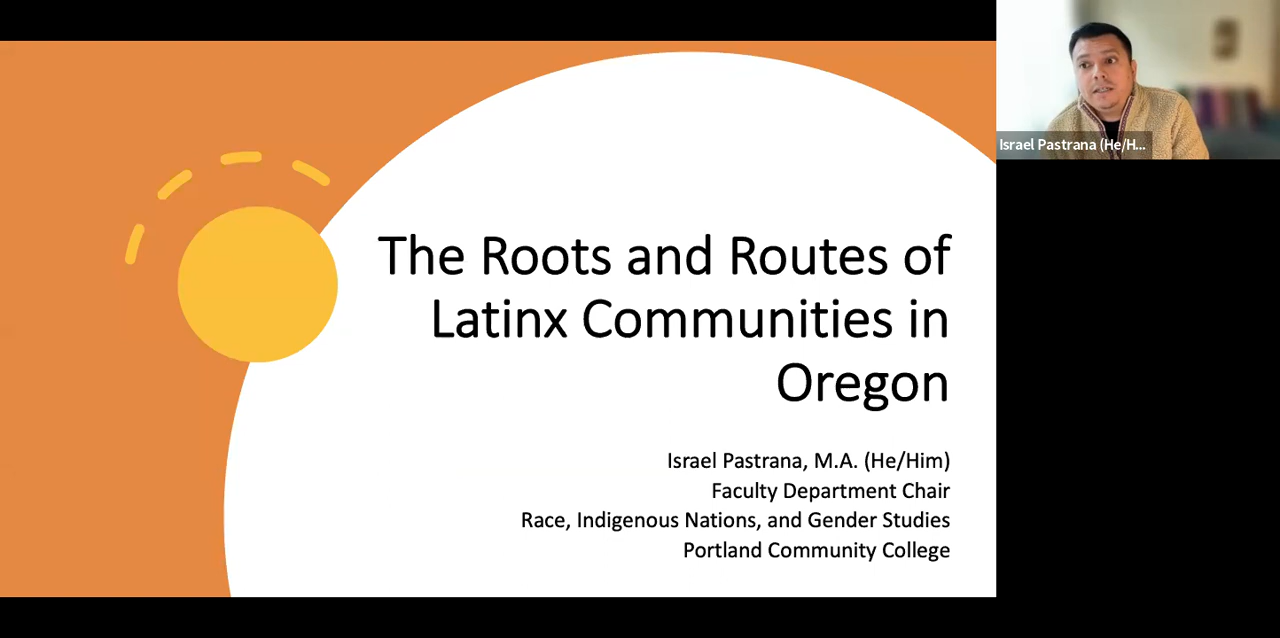 The Roots and Routes of
Latinx Communities in
Oregon
Israel Pastrana, M.A. (He/Him)
Faculty Department Chair
Race, Indigenous Nations, and Gender Studies
Portland Community College
Israel Pastrana (He/H...